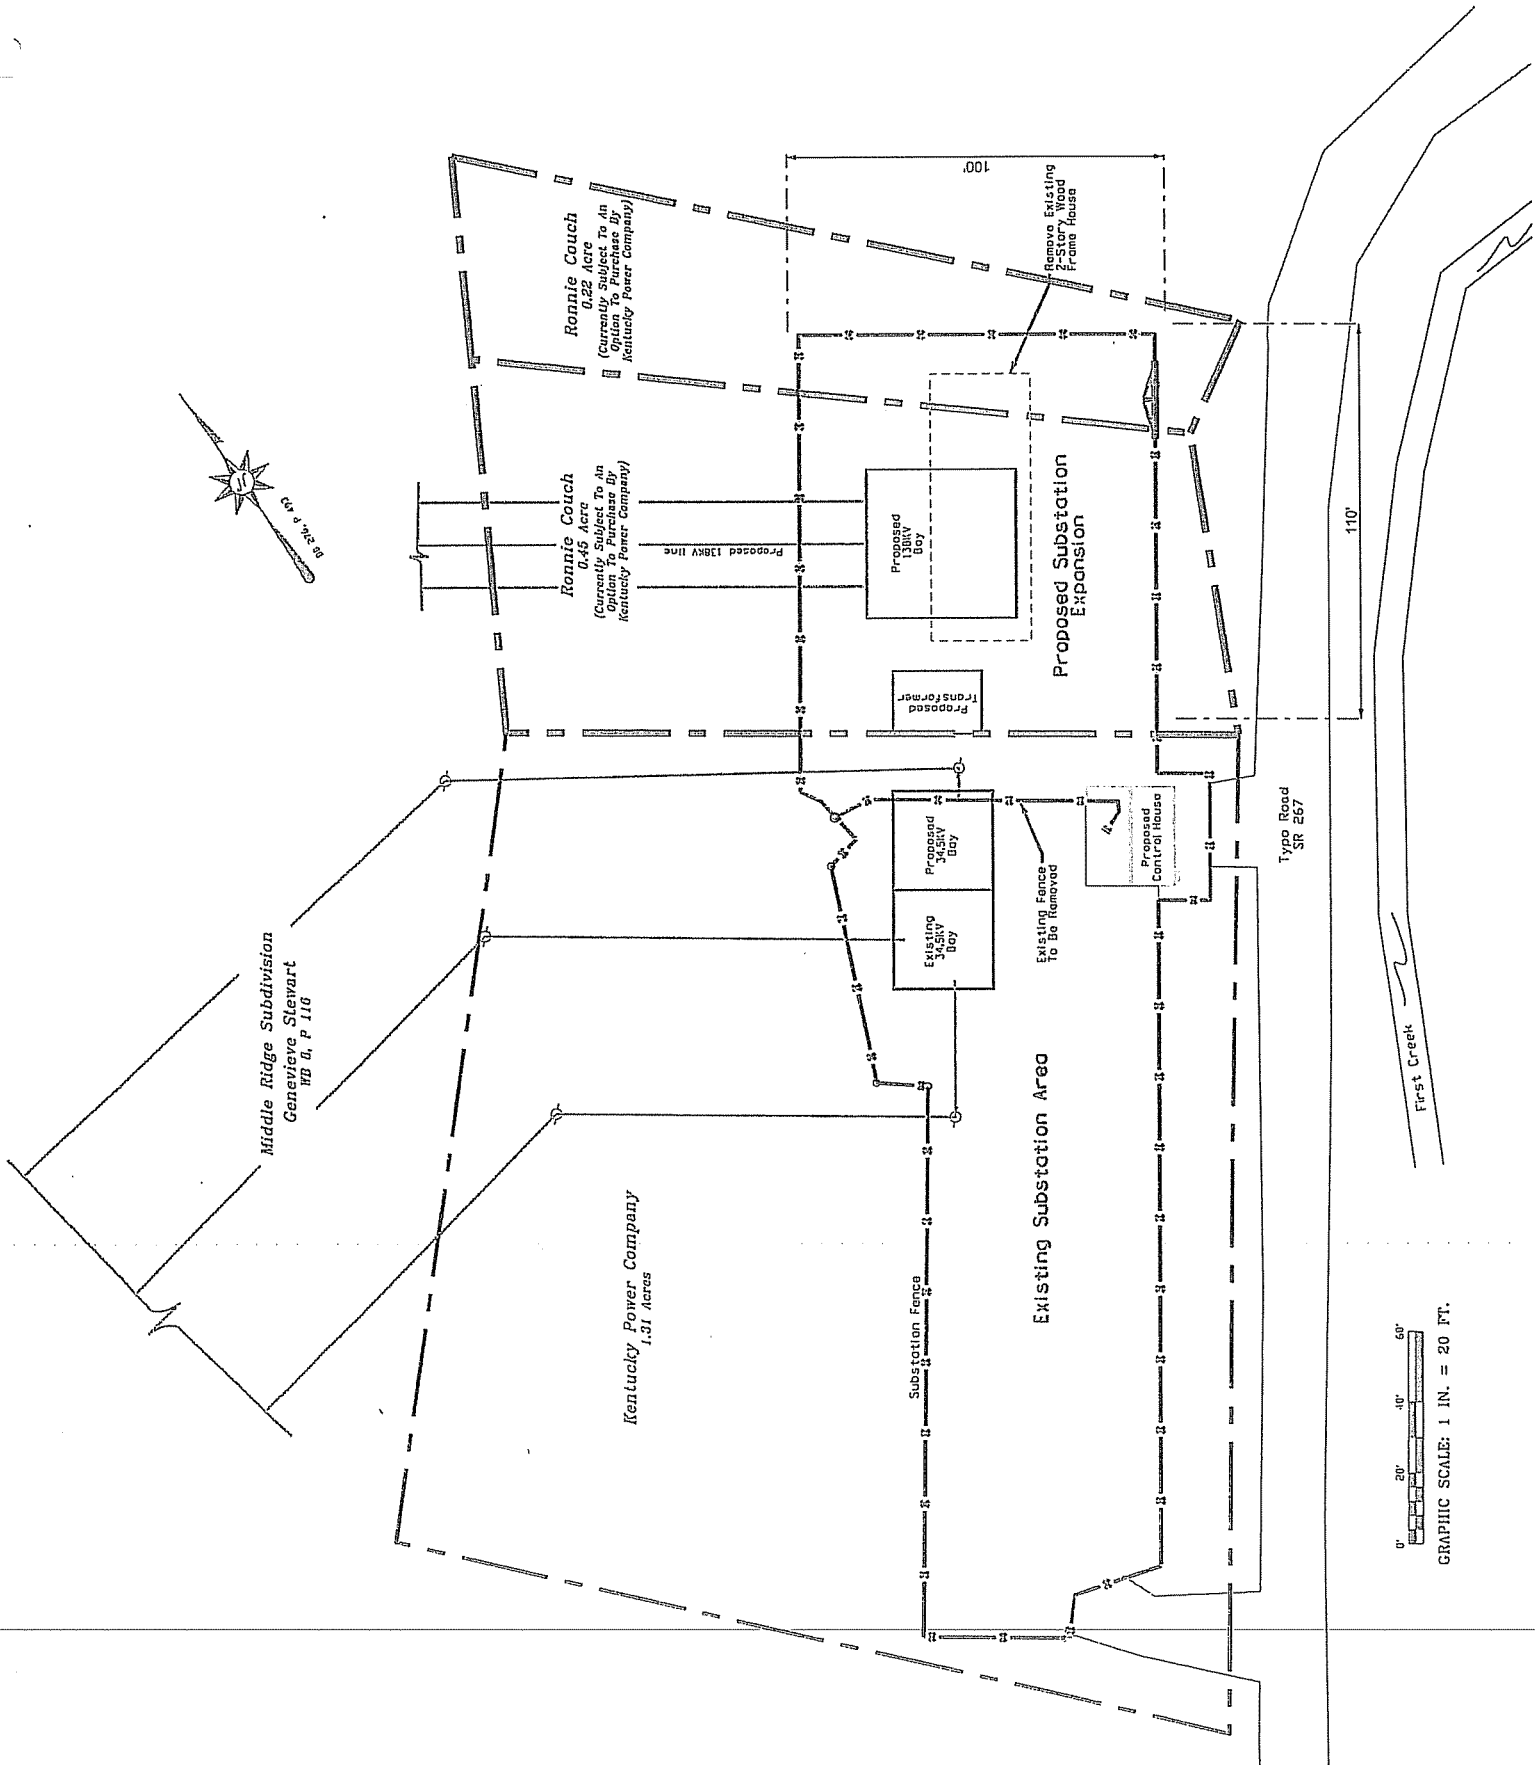 Middle Ridge Subdivision
Genevieve Stewart
WB D, P 116
DB 276, P 493
Ronnie Couch
0.22 Acre
(Currently Subject To An
Option To Purchase By
Kentucky Power Company)
Ronnie Couch
0.45 Acre
(Currently Subject To An
Option To Purchase By
Kentucky Power Company)
Proposed 138KV line
100'
Remove Existing
2-Story Wood
Frame House
Proposed
138KV
Bay
Proposed Substation
Expansion
110'
Proposed
Transformer
Proposed
34.5KV
Bay
Existing
34.5KV
Bay
Existing Fence
To Be Removed
Proposed
Control House
Typo Road
SR 267
First Creek
Kentucky Power Company
1.31 Acres
Substation Fence
Existing Substation Area
0' 20' 40' 60'
GRAPHIC SCALE: 1 IN. = 20 FT.